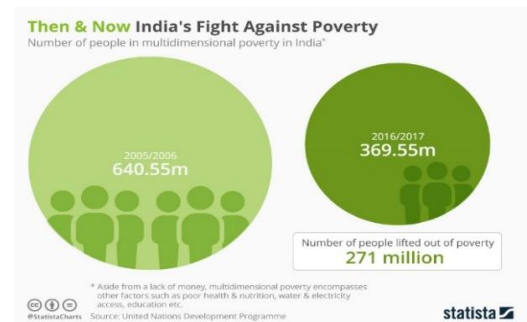 Then & Now India's Fight Against Poverty
Number of people in multidimensional poverty in India*
2005/2006
640.55m
2016/2017
369.55m
Number of people lifted out of poverty
271 million
* Aside from a lack of money, multidimensional poverty encompasses
other factors such as poor health & nutrition, water & electricity
access, education etc.
@StatistaCharts Source: United Nations Development Programme
statista